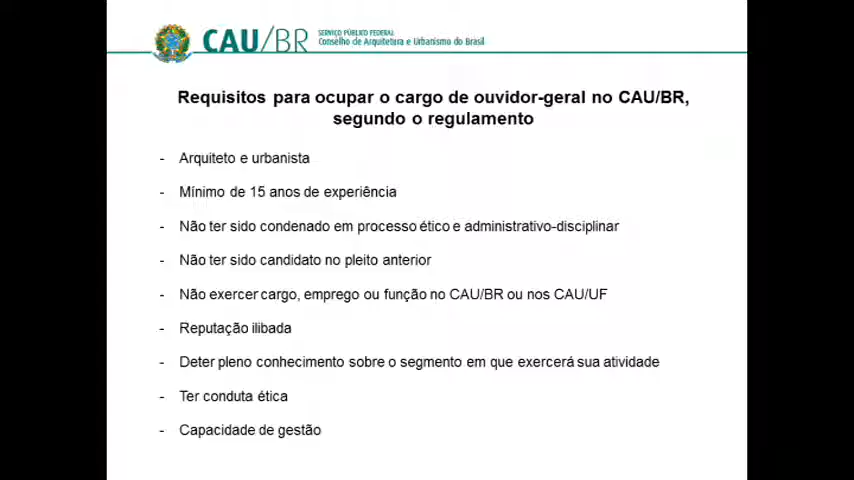 CAU/BR
SERVIÇO PÚBLICO FEDERAL
Conselho de Arquitetura e Urbanismo do Brasil
Requisitos para ocupar o cargo de ouvidor-geral no CAU/BR,
segundo o regulamento
- Arquiteto e urbanista
- Mínimo de 15 anos de experiência
- Não ter sido condenado em processo ético e administrativo-disciplinar
- Não ter sido candidato no pleito anterior
- Não exercer cargo, emprego ou função no CAU/BR ou nos CAU/UF
- Reputação ilibada
- Deter pleno conhecimento sobre o segmento em que exercerá sua atividade
- Ter conduta ética
- Capacidade de gestão